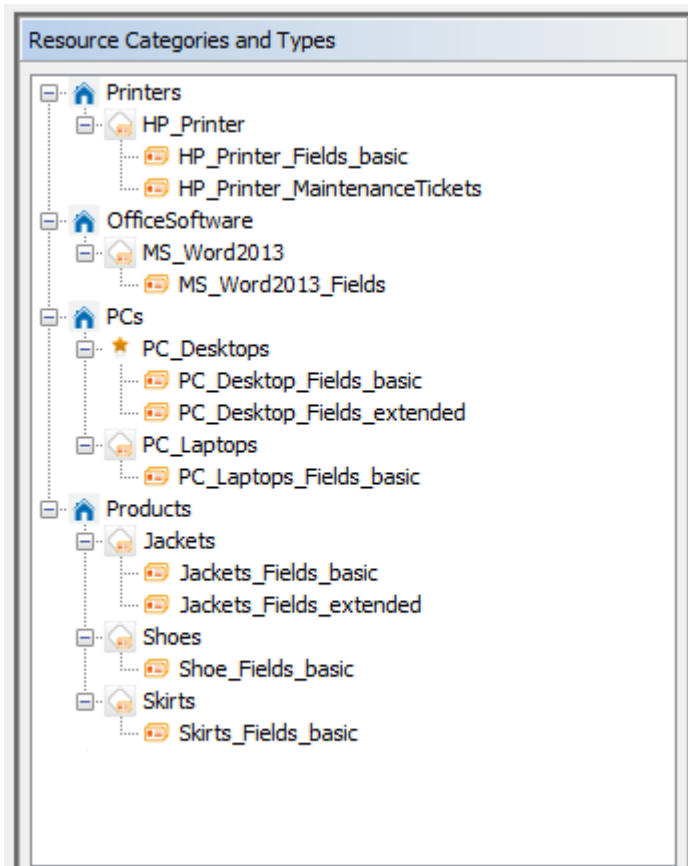 Resource Categories and Types
Printers
HP_Printer
HP_Printer_Fields_basic
HP_Printer_MaintenanceTickets
OfficeSoftware
MS_Word2013
MS_Word2013_Fields
PCs
PC_Desktops
PC_Desktop_Fields_basic
PC_Desktop_Fields_extended
PC_Laptops
PC_Laptops_Fields_basic
Products
Jackets
Jackets_Fields_basic
Jackets_Fields_extended
Shoes
Shoe_Fields_basic
Skirts
Skirts_Fields_basic